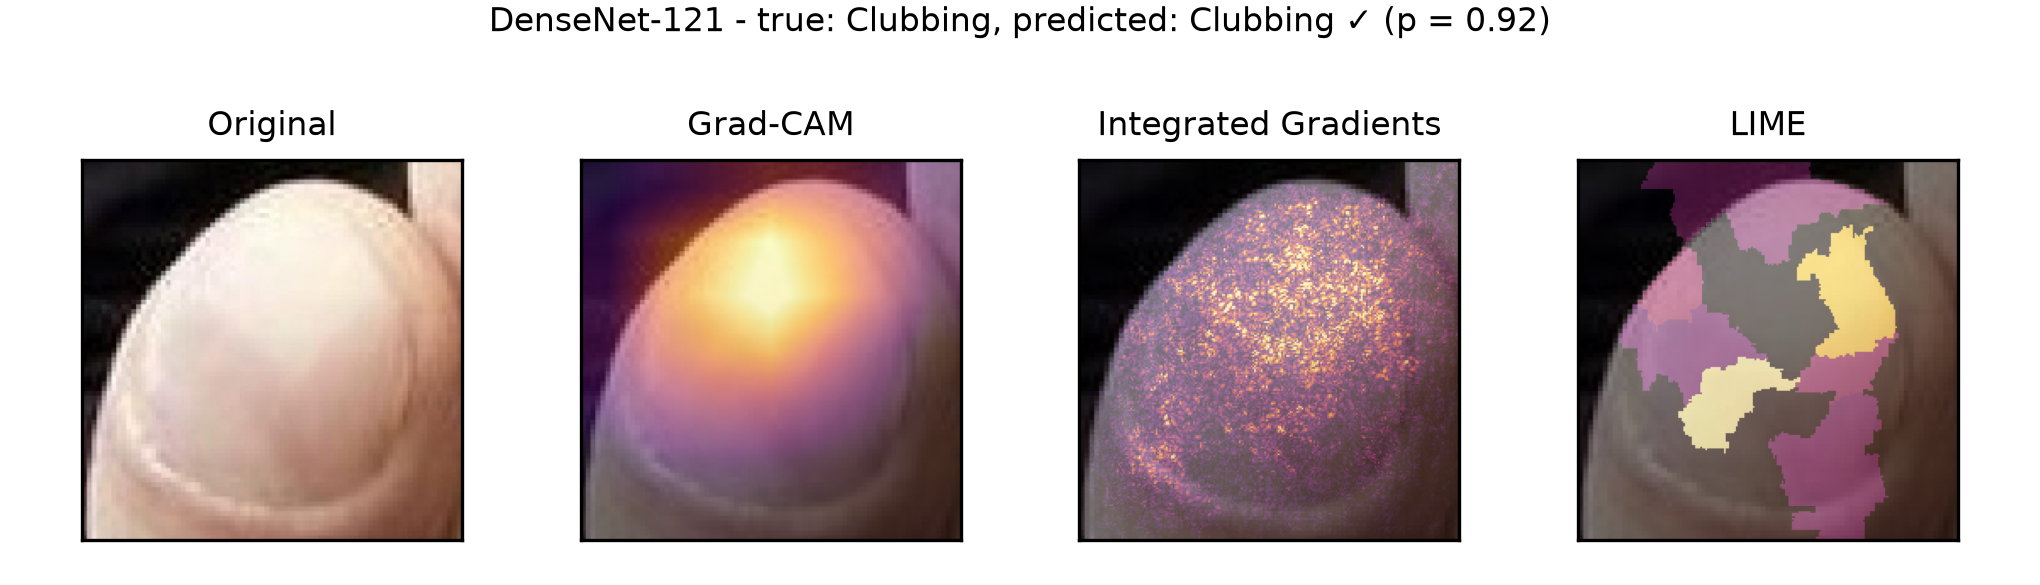 DenseNet-121 - true: Clubbing, predicted: Clubbing ✓ (p = 0.92)
Original
Grad-CAM
Integrated Gradients
LIME